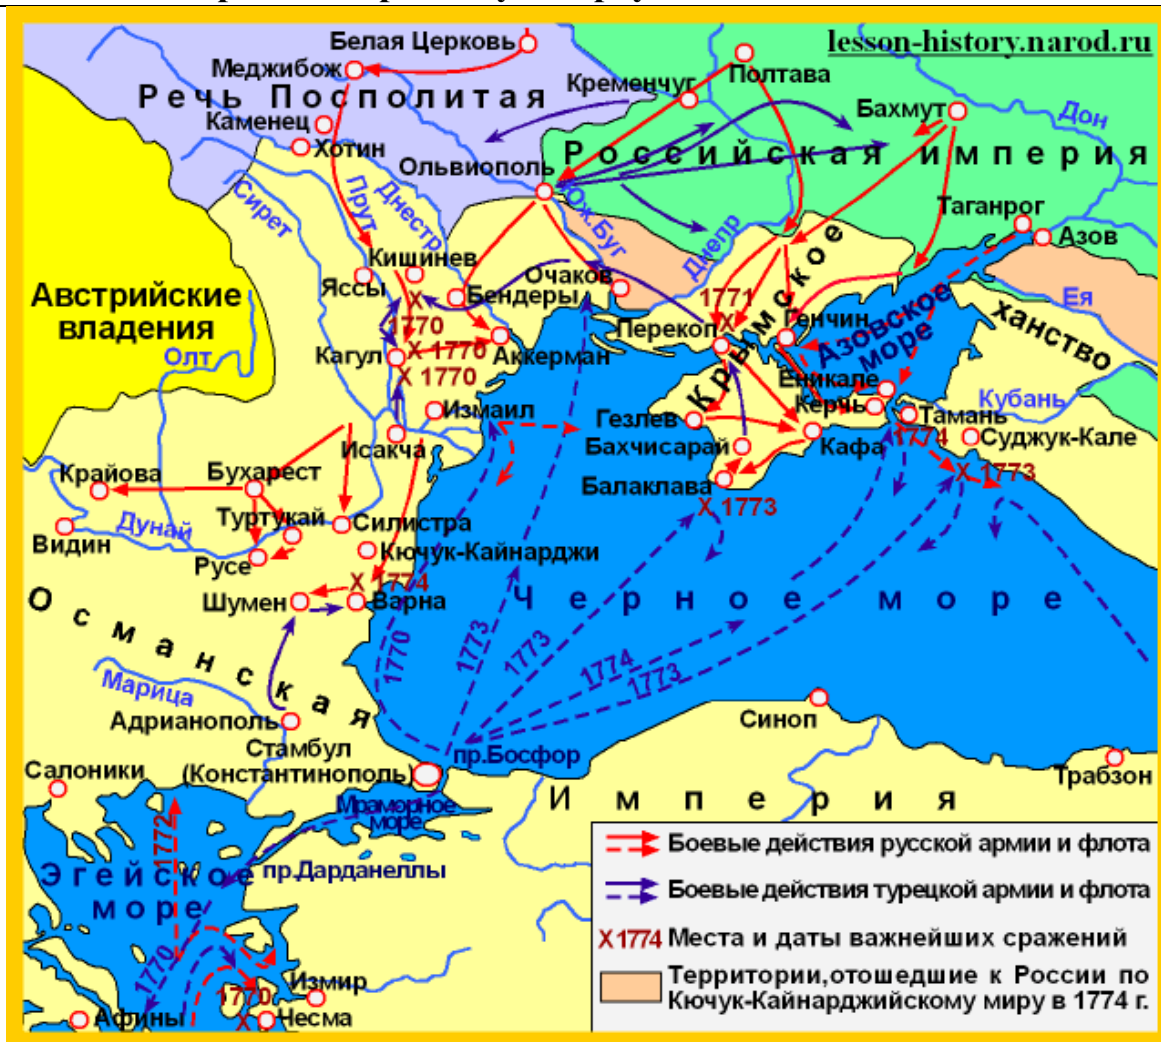 lesson-history.narod.ru
Белая Церковь
Меджибож
Полтава
Кременчуг
Речь Посполитая
Бахмут
Дон
Каменец
Хотин
Российская империя
Ольвиополь
Сирет
Прут
Днестр
Юж.Буг
Днепр
Таганрог
Азов
Кишинев
Яссы
Очаков
Бендеры
Ея
Австрийские
владения
1771
Крымское
ханство
1770
Перекоп
Генчин
Азовское
море
Олт
Кагул
X 1770
Аккерман
X 1770
Еникале
Керчь
Кубань
Тамань
Измаил
Гезлев
1774
Суджук-Кале
Исакча
Бахчисарай
Кафа
Крайова
Бухарест
Балаклава
X 1773
X 1773
Дунай
Туртукай
Силистра
Видин
Кючук-Кайнарджи
Русе
X 1774
Шумен
Варна
Черное море
Османская
1770
1773
1773
1774
1773
Марица
Адрианополь
Синоп
Стамбул
(Константинополь)
пр.Босфор
Салоники
Трабзон
Империя
Мраморное
море
1772
Эгейское
море
пр.Дарданеллы
1770
1770
Измир
Афины
X
Чесма
Боевые действия русской армии и флота
Боевые действия турецкой армии и флота
X 1774 Места и даты важнейших сражений
Территории,отошедшие к России по
Кючук-Кайнарджийскому миру в 1774 г.